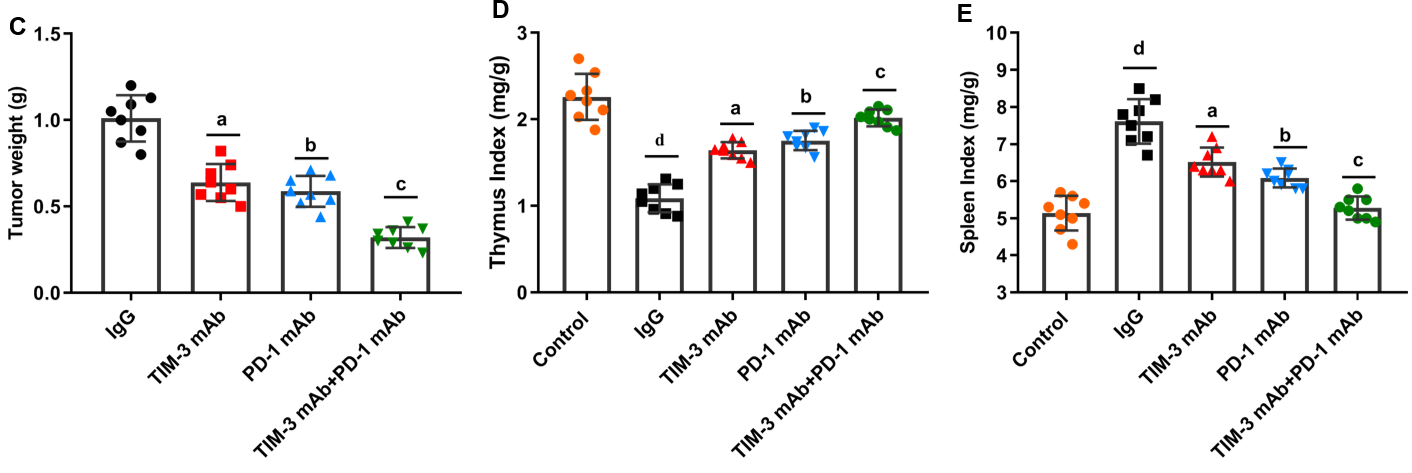 C
Tumor weight (g)
1.5
1.0
0.5
0.0
a
b
c
IgG
TIM-3 mAb
PD-1 mAb
TIM-3 mAb+PD-1 mAb
D
Thymus Index (mg/g)
3
2
1
0
d
a
b
c
Control
IgG
TIM-3 mAb
PD-1 mAb
TIM-3 mAb+PD-1 mAb
E
Spleen Index (mg/g)
10
9
8
7
6
5
4
3
d
a
b
c
Control
IgG
TIM-3 mAb
PD-1 mAb
TIM-3 mAb+PD-1 mAb